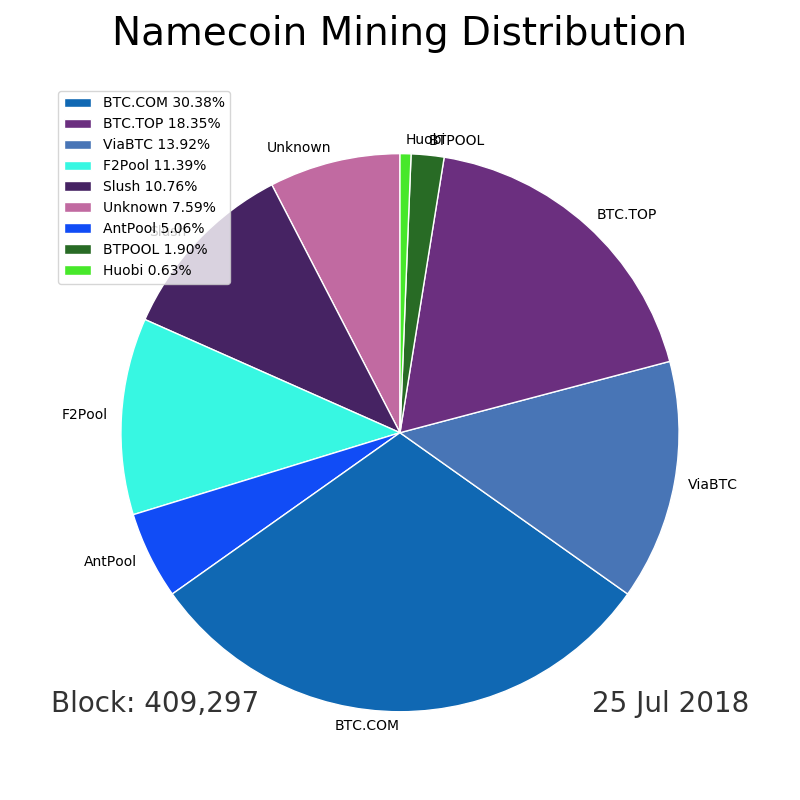 Namecoin Mining Distribution
BTC.COM 30.38%
BTC.TOP 18.35%
ViaBTC 13.92%
F2Pool 11.39%
Slush 10.76%
Unknown 7.59%
AntPool 5.06%
BTPOOL 1.90%
Huobi 0.63%
Unknown
Huobi
BTPOOL
BTC.TOP
Slush
F2Pool
ViaBTC
AntPool
BTC.COM
Block: 409,297
25 Jul 2018